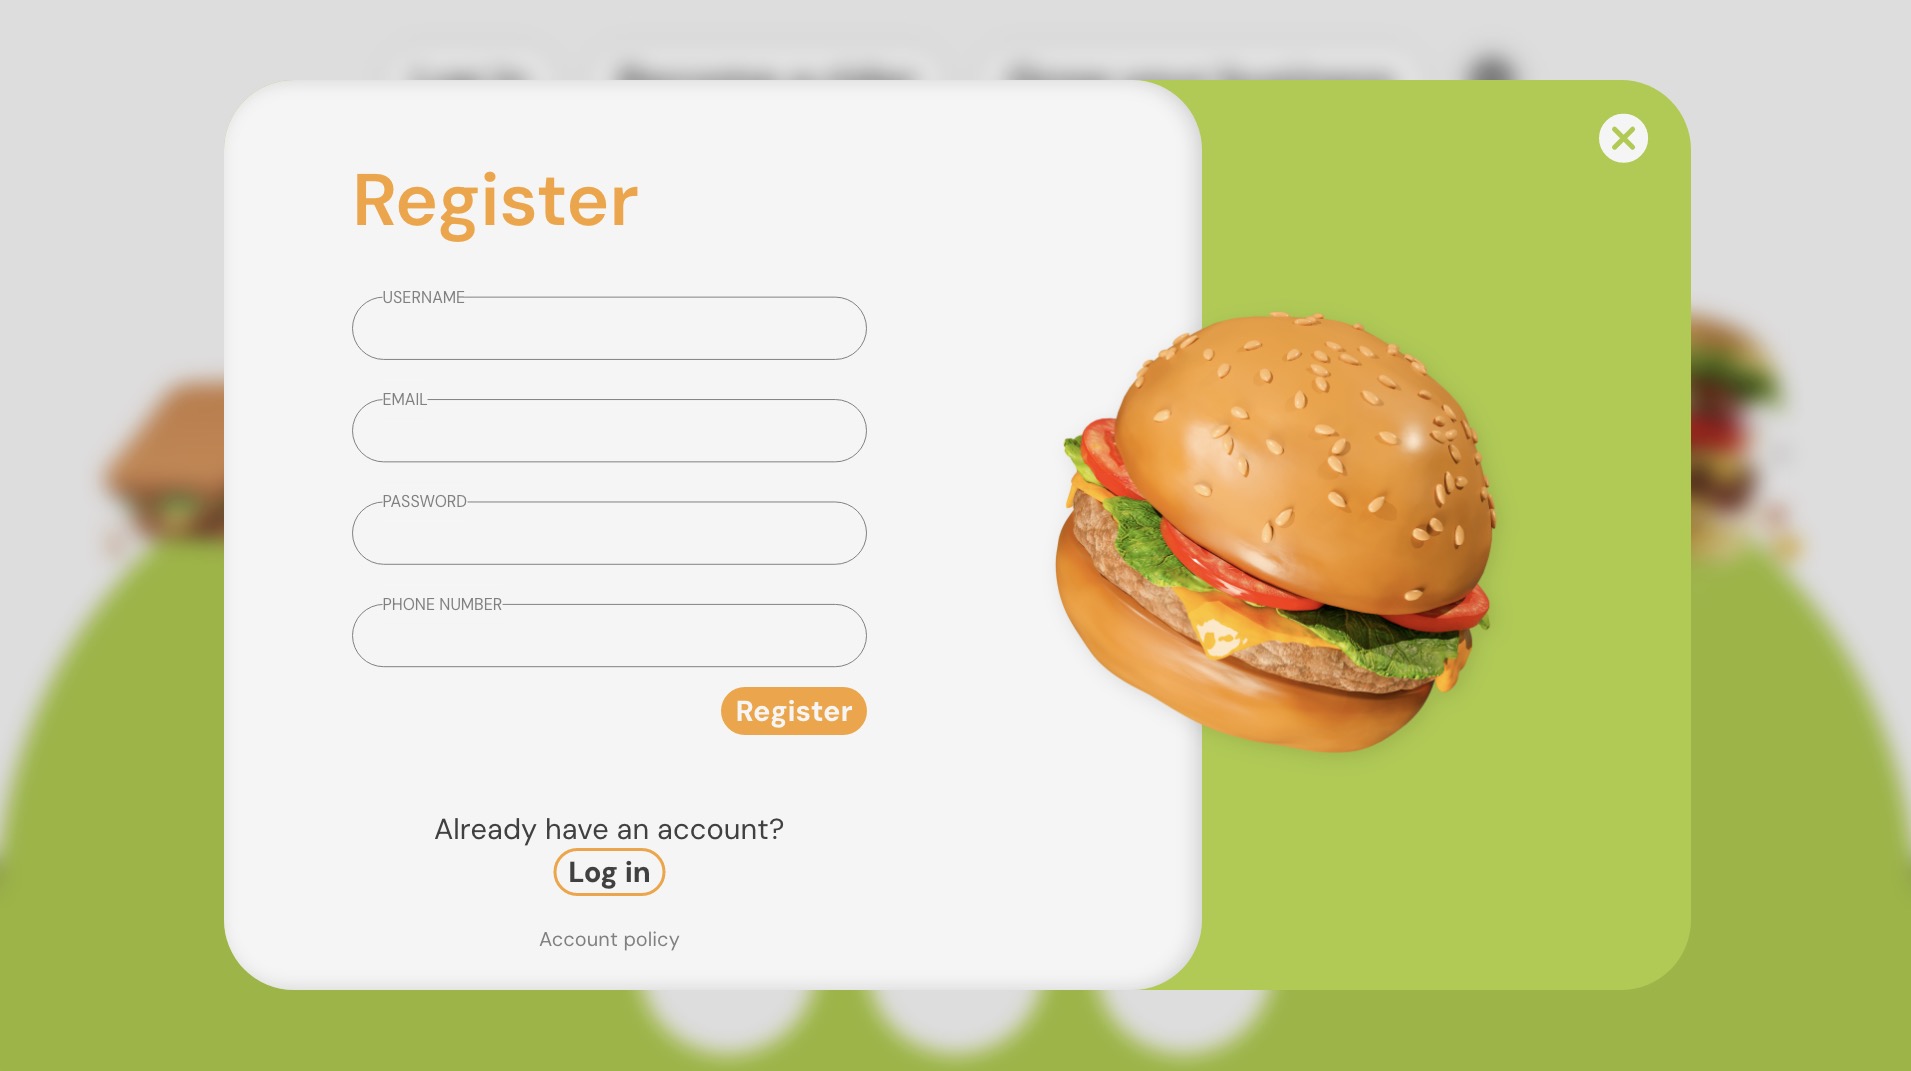 Register
USERNAME
EMAIL
PASSWORD
PHONE NUMBER
Register
Already have an account?
Log in
Account policy